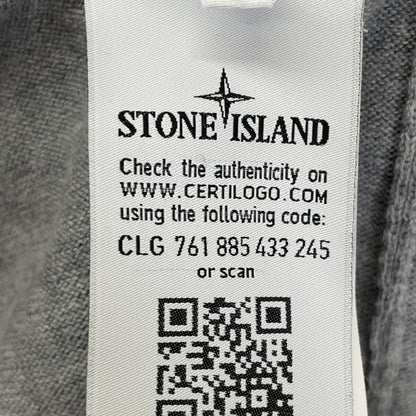 STONE ISLAND
Check the authenticity on
WWW.CERTILOGO.COM
using the following code:
CLG 761 885 433 245
or scan